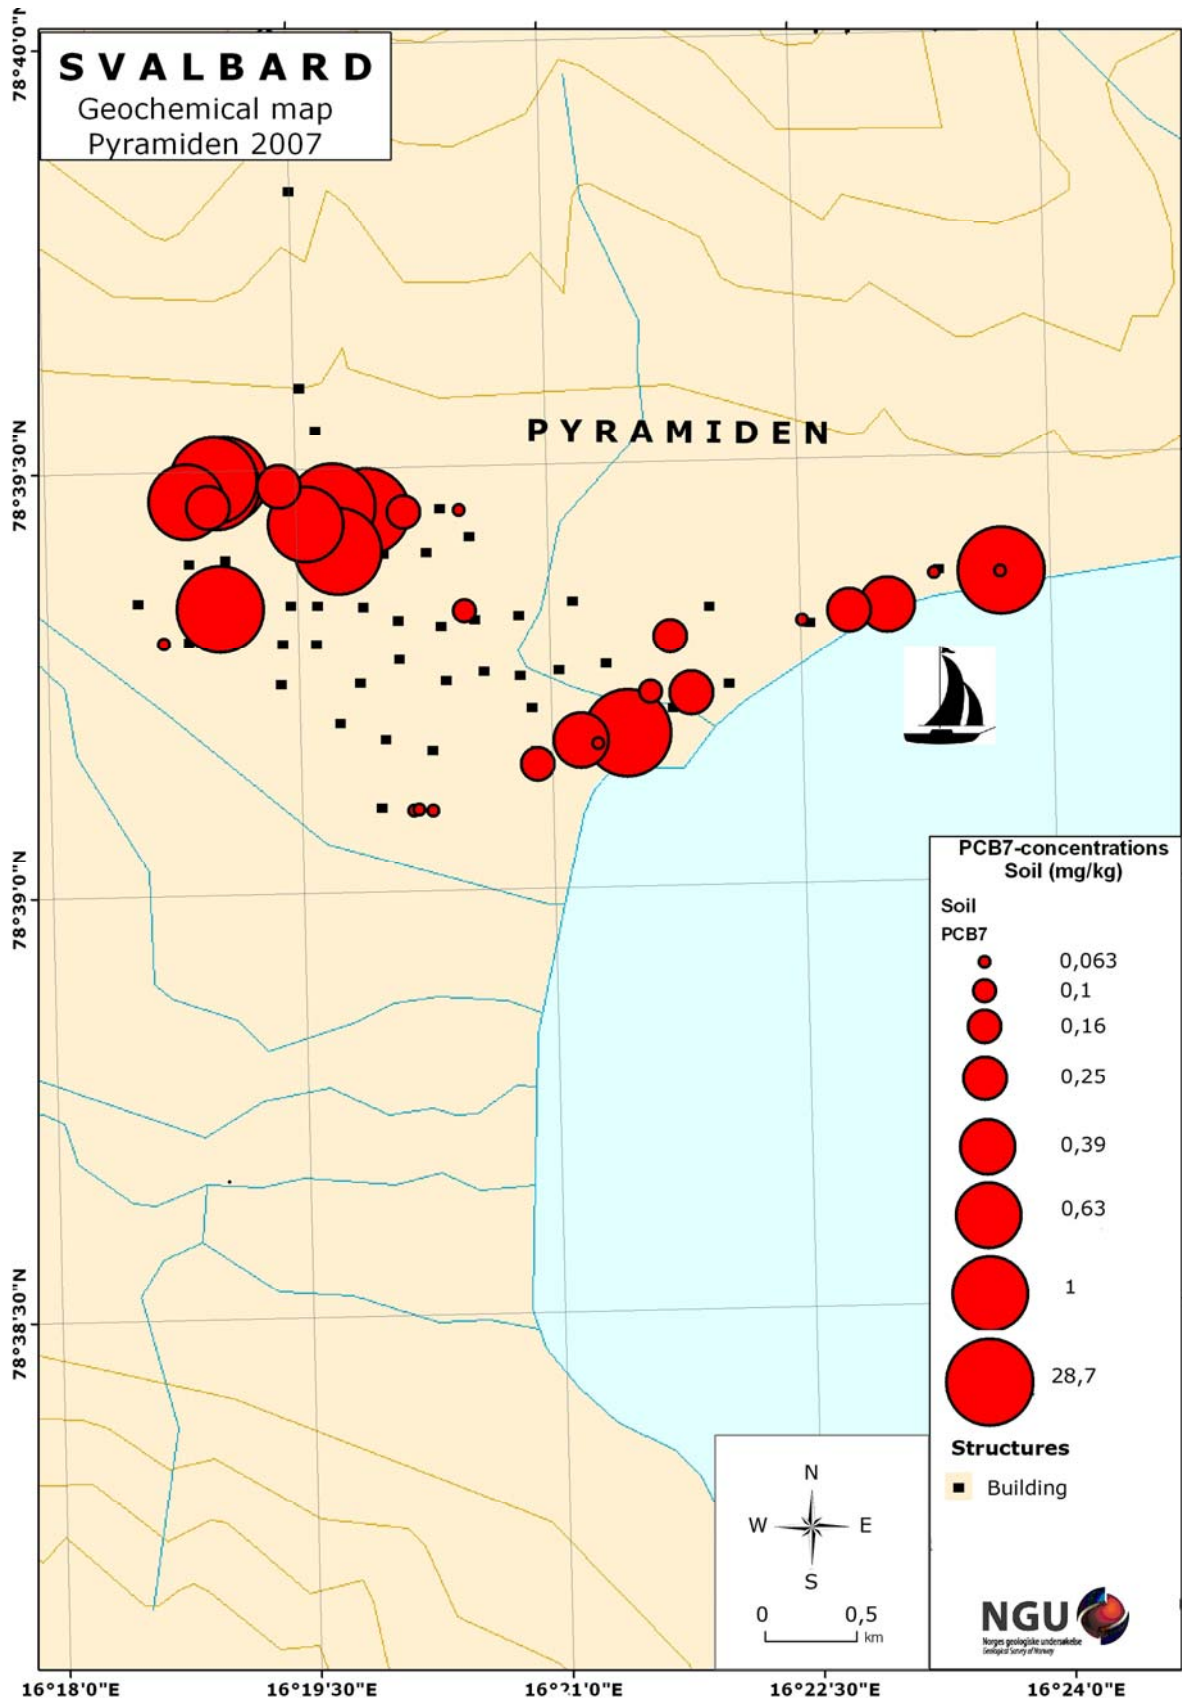 S V A L B A R D
Geochemical map
Pyramiden 2007
78°40'0"N
78°39'30"N
78°39'0"N
78°38'30"N
P Y R A M I D E N
PCB7-concentrations
Soil (mg/kg)
Soil
PCB7
0,063
0,1
0,16
0,25
0,39
0,63
1
28,7
Structures
Building
N
W E
S
0 0,5
km
NGU
Norges geologiske undersøkelse
Geological Survey of Norway
16°18'0"E 16°19'30"E 16°21'0"E 16°22'30"E 16°24'0"E